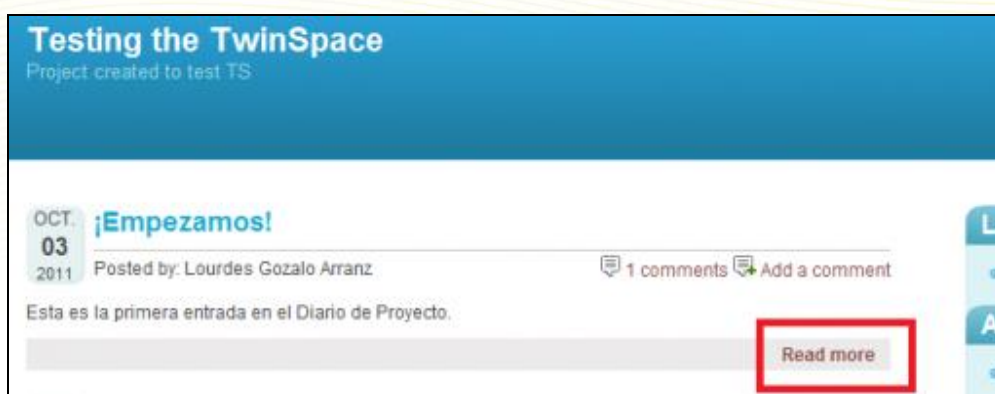 Testing the TwinSpace
Project created to test TS
OCT.
03
2011
¡Empezamos!
Posted by: Lourdes Gozalo Arranz
1 comments Add a comment
Esta es la primera entrada en el Diario de Proyecto.
Read more
L
A